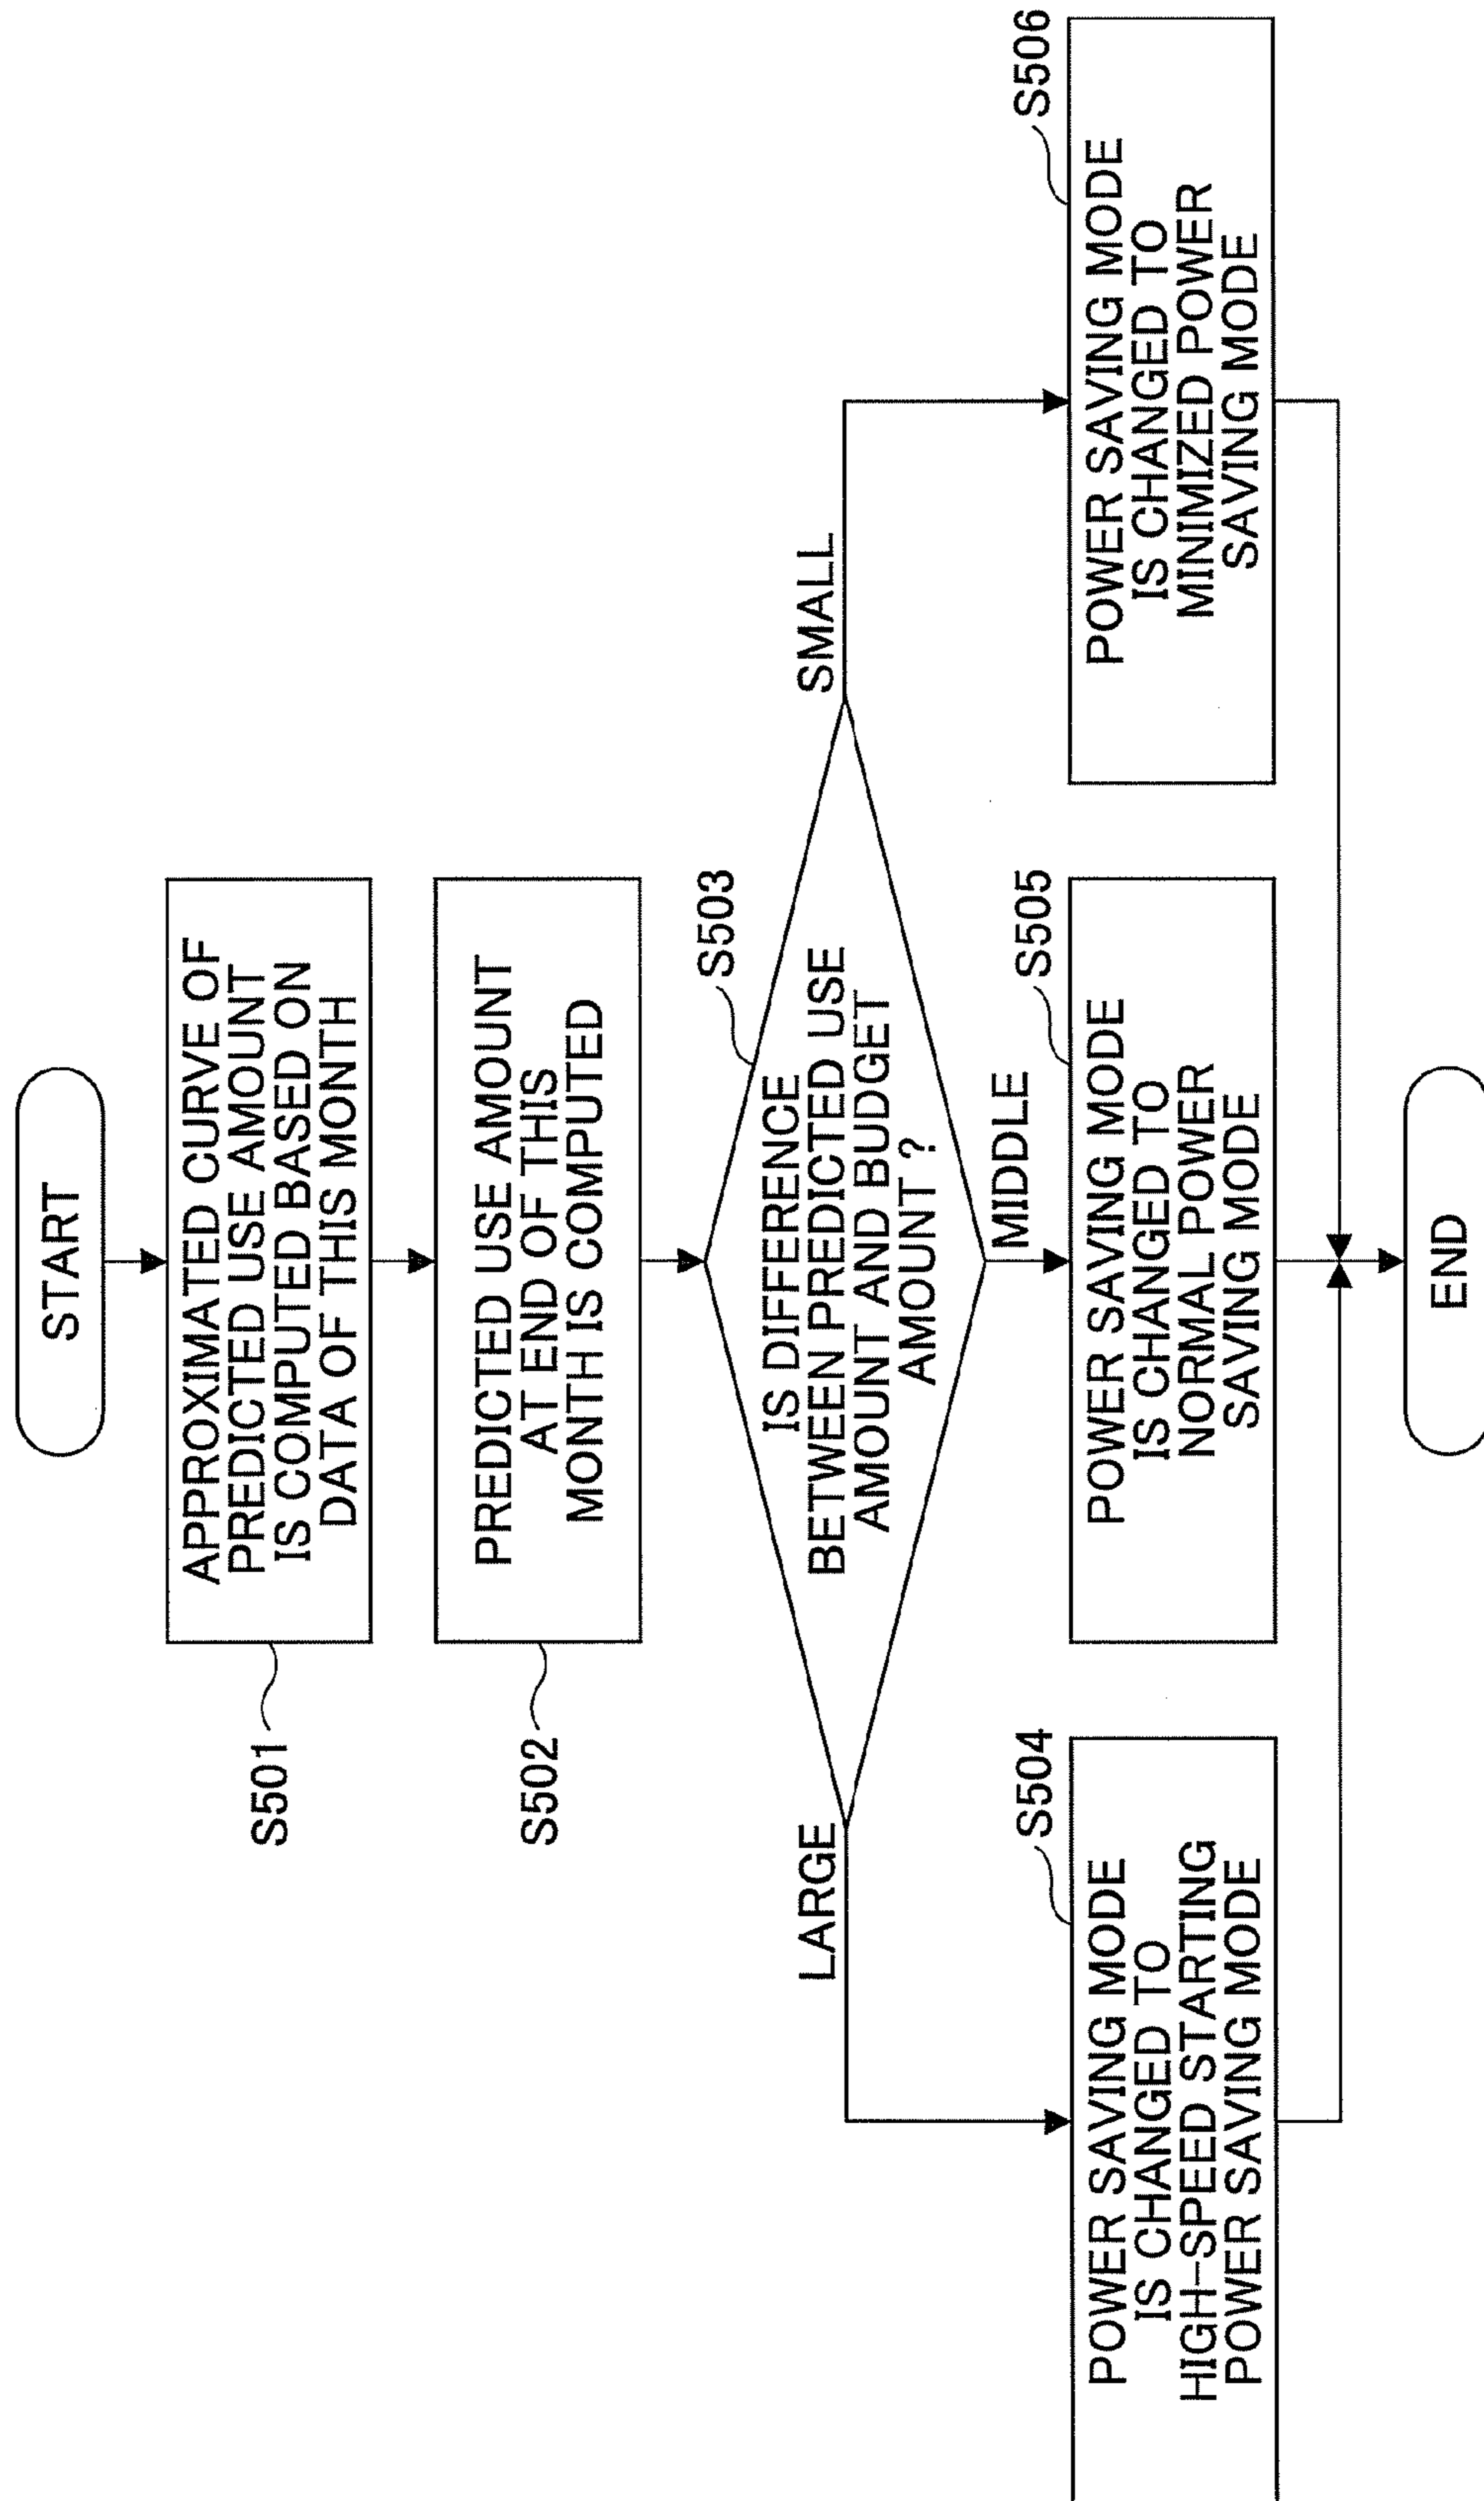 START
APPROXIMATED CURVE OF
PREDICTED USE AMOUNT
IS COMPUTED BASED ON
DATA OF THIS MONTH
S501
PREDICTED USE AMOUNT
AT END OF THIS
MONTH IS COMPUTED
S502
S503
IS DIFFERENCE
BETWEEN PREDICTED USE
AMOUNT AND BUDGET
AMOUNT ?
LARGE
MIDDLE
SMALL
S504
POWER SAVING MODE
IS CHANGED TO
HIGH-SPEED STARTING
POWER SAVING MODE
S505
POWER SAVING MODE
IS CHANGED TO
NORMAL POWER
SAVING MODE
S506
POWER SAVING MODE
IS CHANGED TO
MINIMIZED POWER
SAVING MODE
END